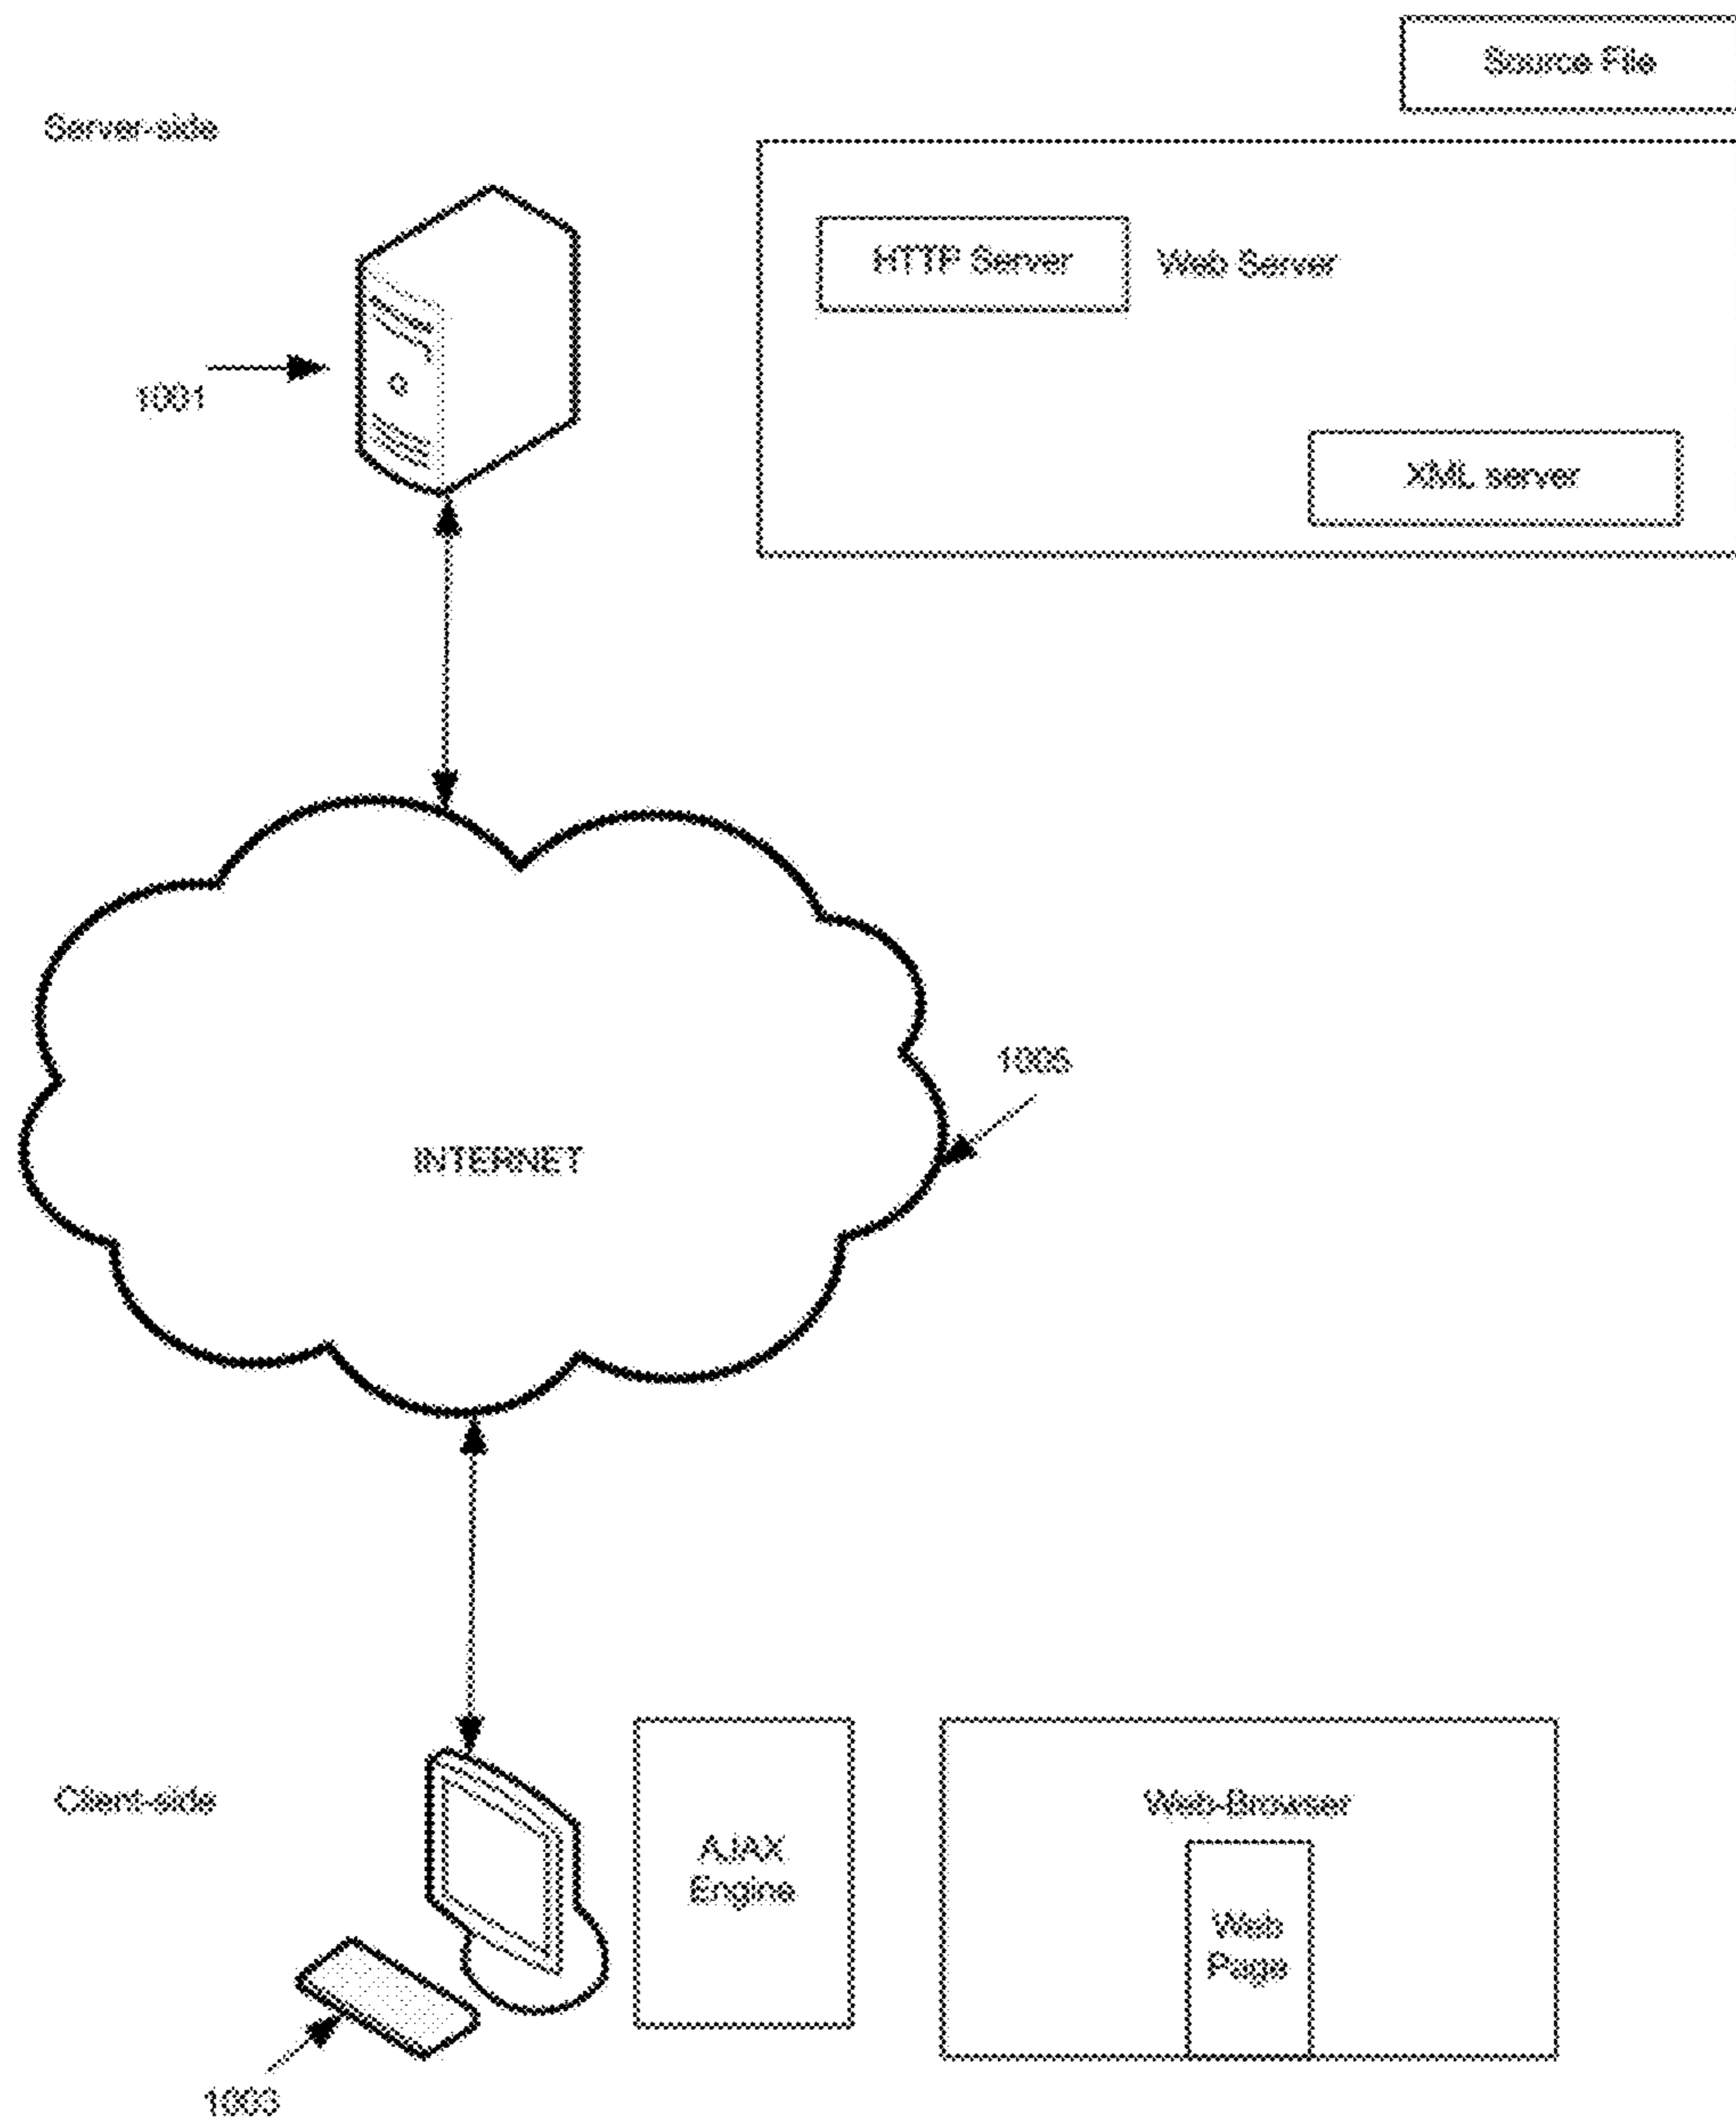 Source File
Server-side
HTTP Server
Web Server
1001
XML server
1005
INTERNET
Client-side
Web-Browser
AJAX
Engine
Web
Page
1003